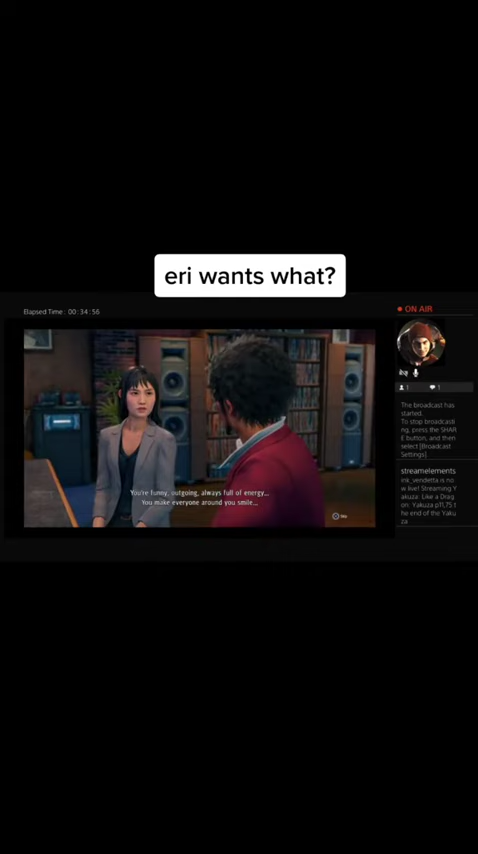 eri wants what?
Elapsed Time : 00:34:56
ON AIR
1
1
The broadcast has
started.
To stop broadcasti
ng, press the SHAR
E button, and then
select [Broadcast
Settings]
streamelements
ink_vendetta is no
w live! Streaming Y
akuza: Like a Drag
on: Yakuza p11,75 t
he end of the Yaku
za
You're funny, outgoing, always full of energy...
You make everyone around you smile...
Skip